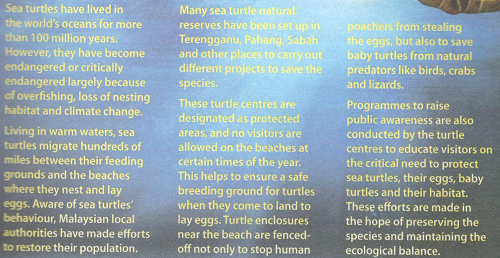 Sea turtles have lived in
the world's oceans for more
than 100 million years.
However, they have become
endangered or critically
endangered largely because
of overfishing, loss of nesting
habitat and climate change.
Living in warm waters, sea
turtles migrate hundreds of
miles between their feeding
grounds and the beaches
where they nest and lay
eggs. Aware of sea turtles'
behaviour, Malaysian local
authorities have made efforts
to restore their population.
Many sea turtle natural
reserves have been set up in
Terengganu, Pahang, Sabah
and other places to carry out
different projects to save the
species.
These turtle centres are
designated as protected
areas, and no visitors are
allowed on the beaches at
certain times of the year.
This helps to ensure a safe
breeding ground for turtles
when they come to land to
lay eggs. Turtle enclosures
near the beach are fenced-
off not only to stop human
poachers from stealing
the eggs, but also to save
baby turtles from natural
predators like birds, crabs
and lizards.
Programmes to raise
public awareness are also
conducted by the turtle
centres to educate visitors on
the critical need to protect
sea turtles, their eggs, baby
turtles and their habitat.
These efforts are made in
the hope of preserving the
species and maintaining the
ecological balance.